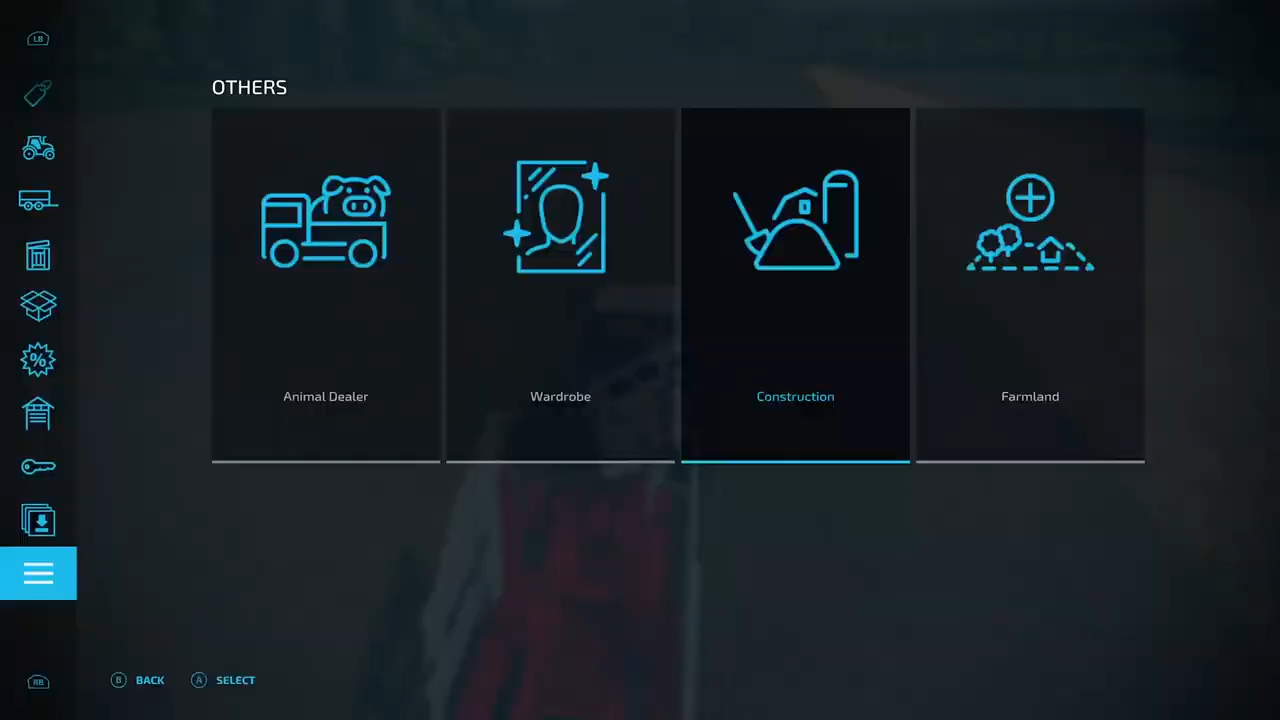 LB
OTHERS
Animal Dealer
Wardrobe
Construction
Farmland
%
B BACK
A SELECT
RB